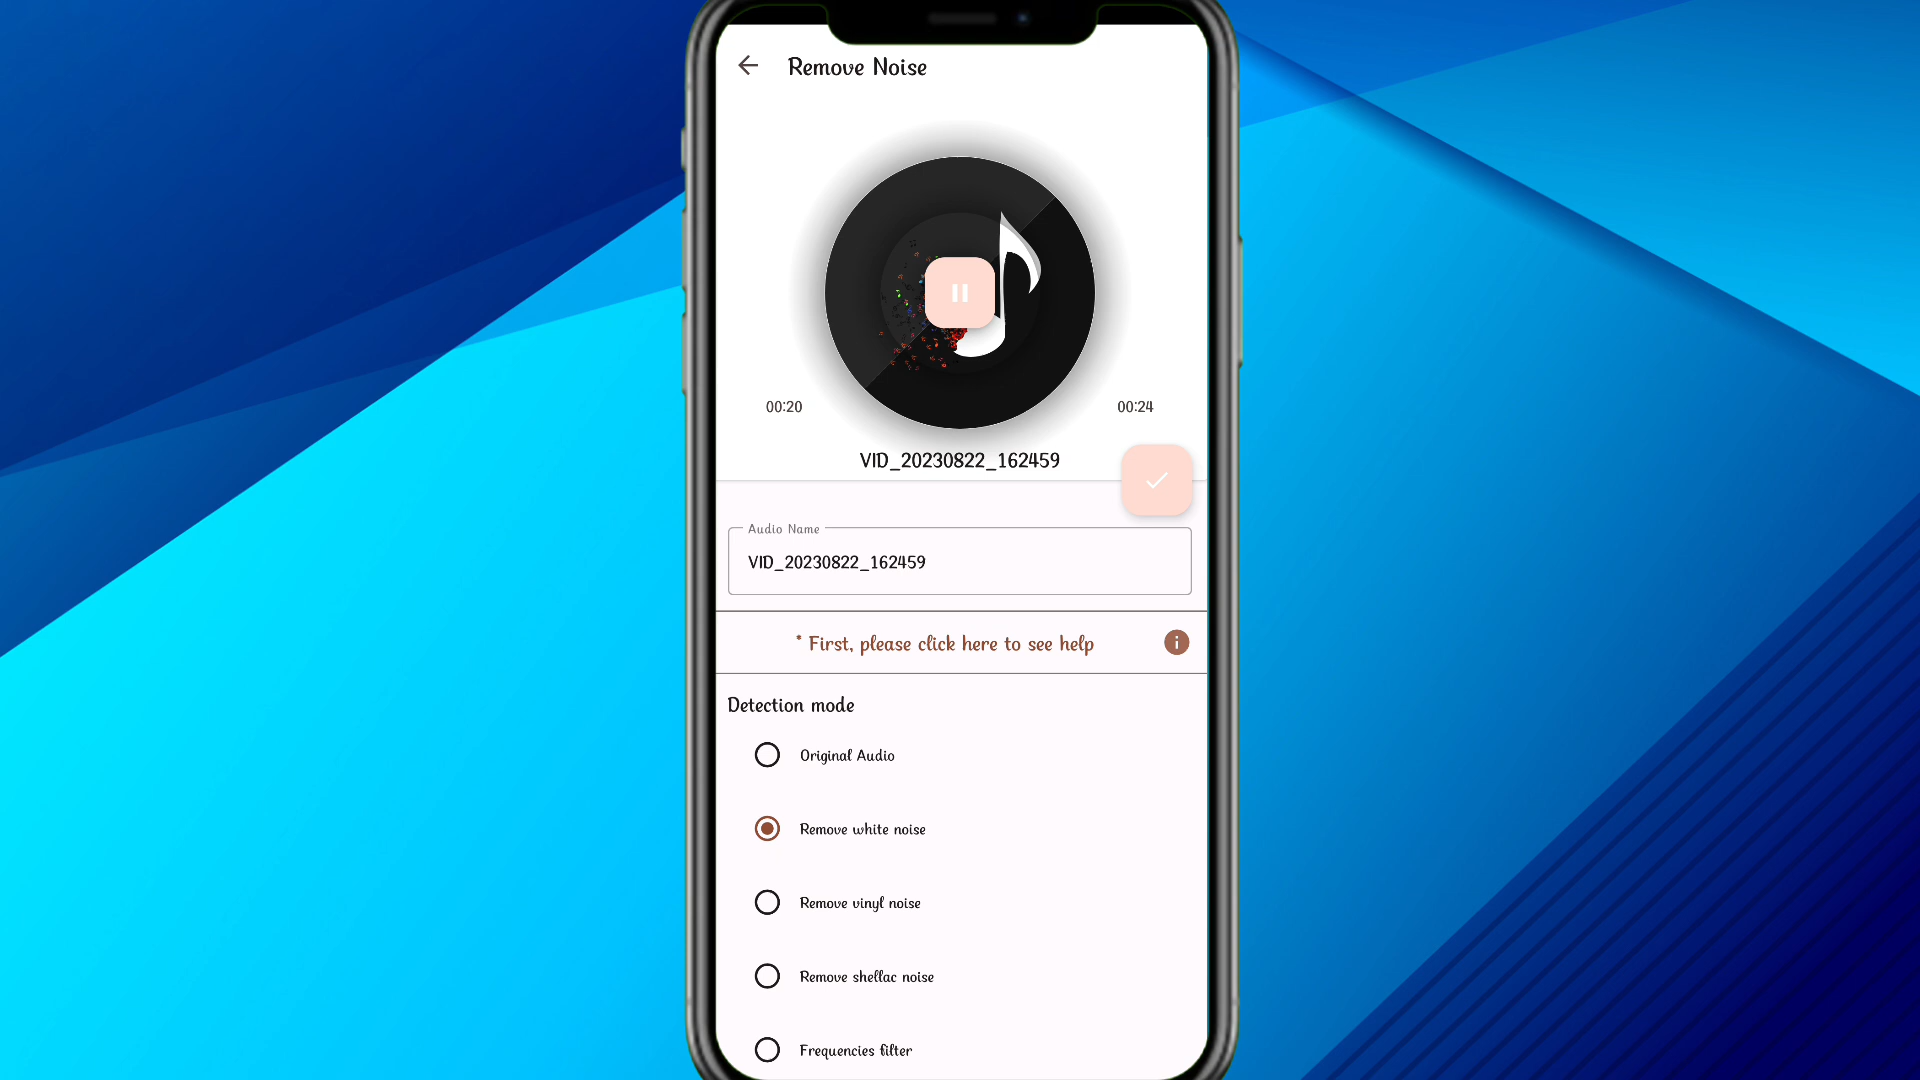 Remove Noise
00:20
00:24
VID_20230822_162459
Audio Name
VID_20230822_162459
* First, please click here to see help
Detection mode
Original Audio
Remove white noise
Remove vinyl noise
Remove shellac noise
Frequencies filter